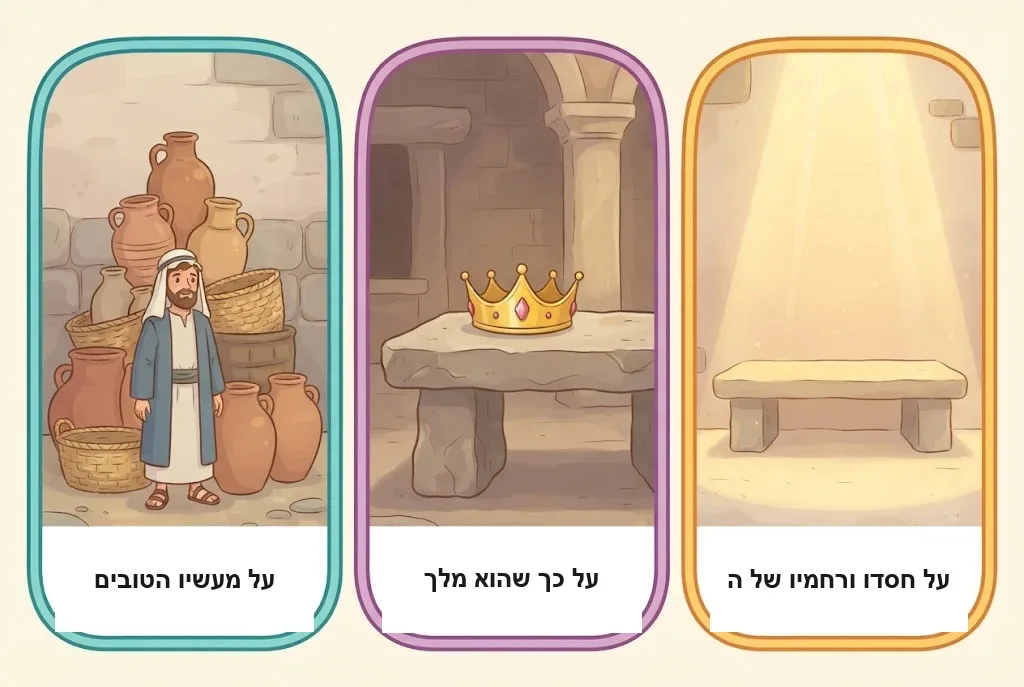 על חסדו ורחמיו של ה
על כך שהוא מלך
על מעשיו הטובים